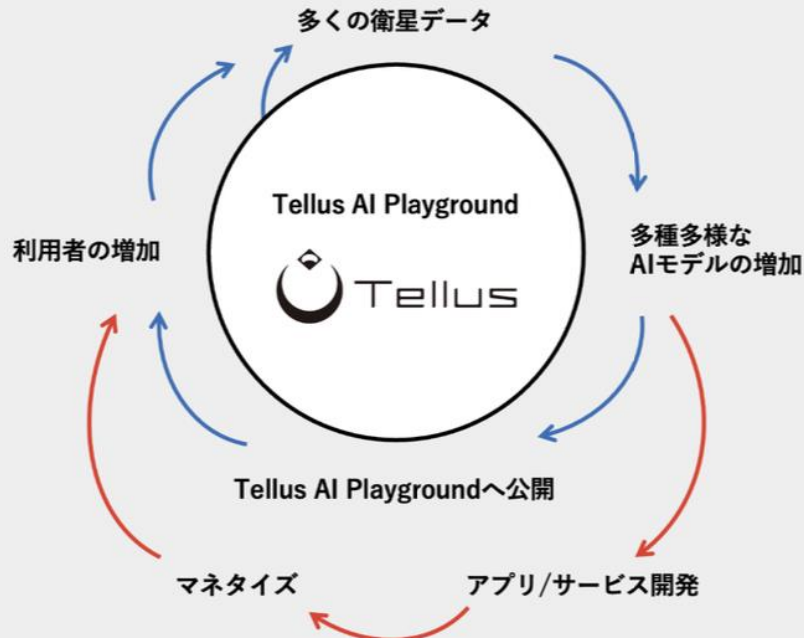 多くの衛星データ
Tellus AI Playground
Tellus
利用者の増加
多種多様な
AIモデルの増加
Tellus AI Playgroundへ公開
マネタイズ
アプリ/サービス開発